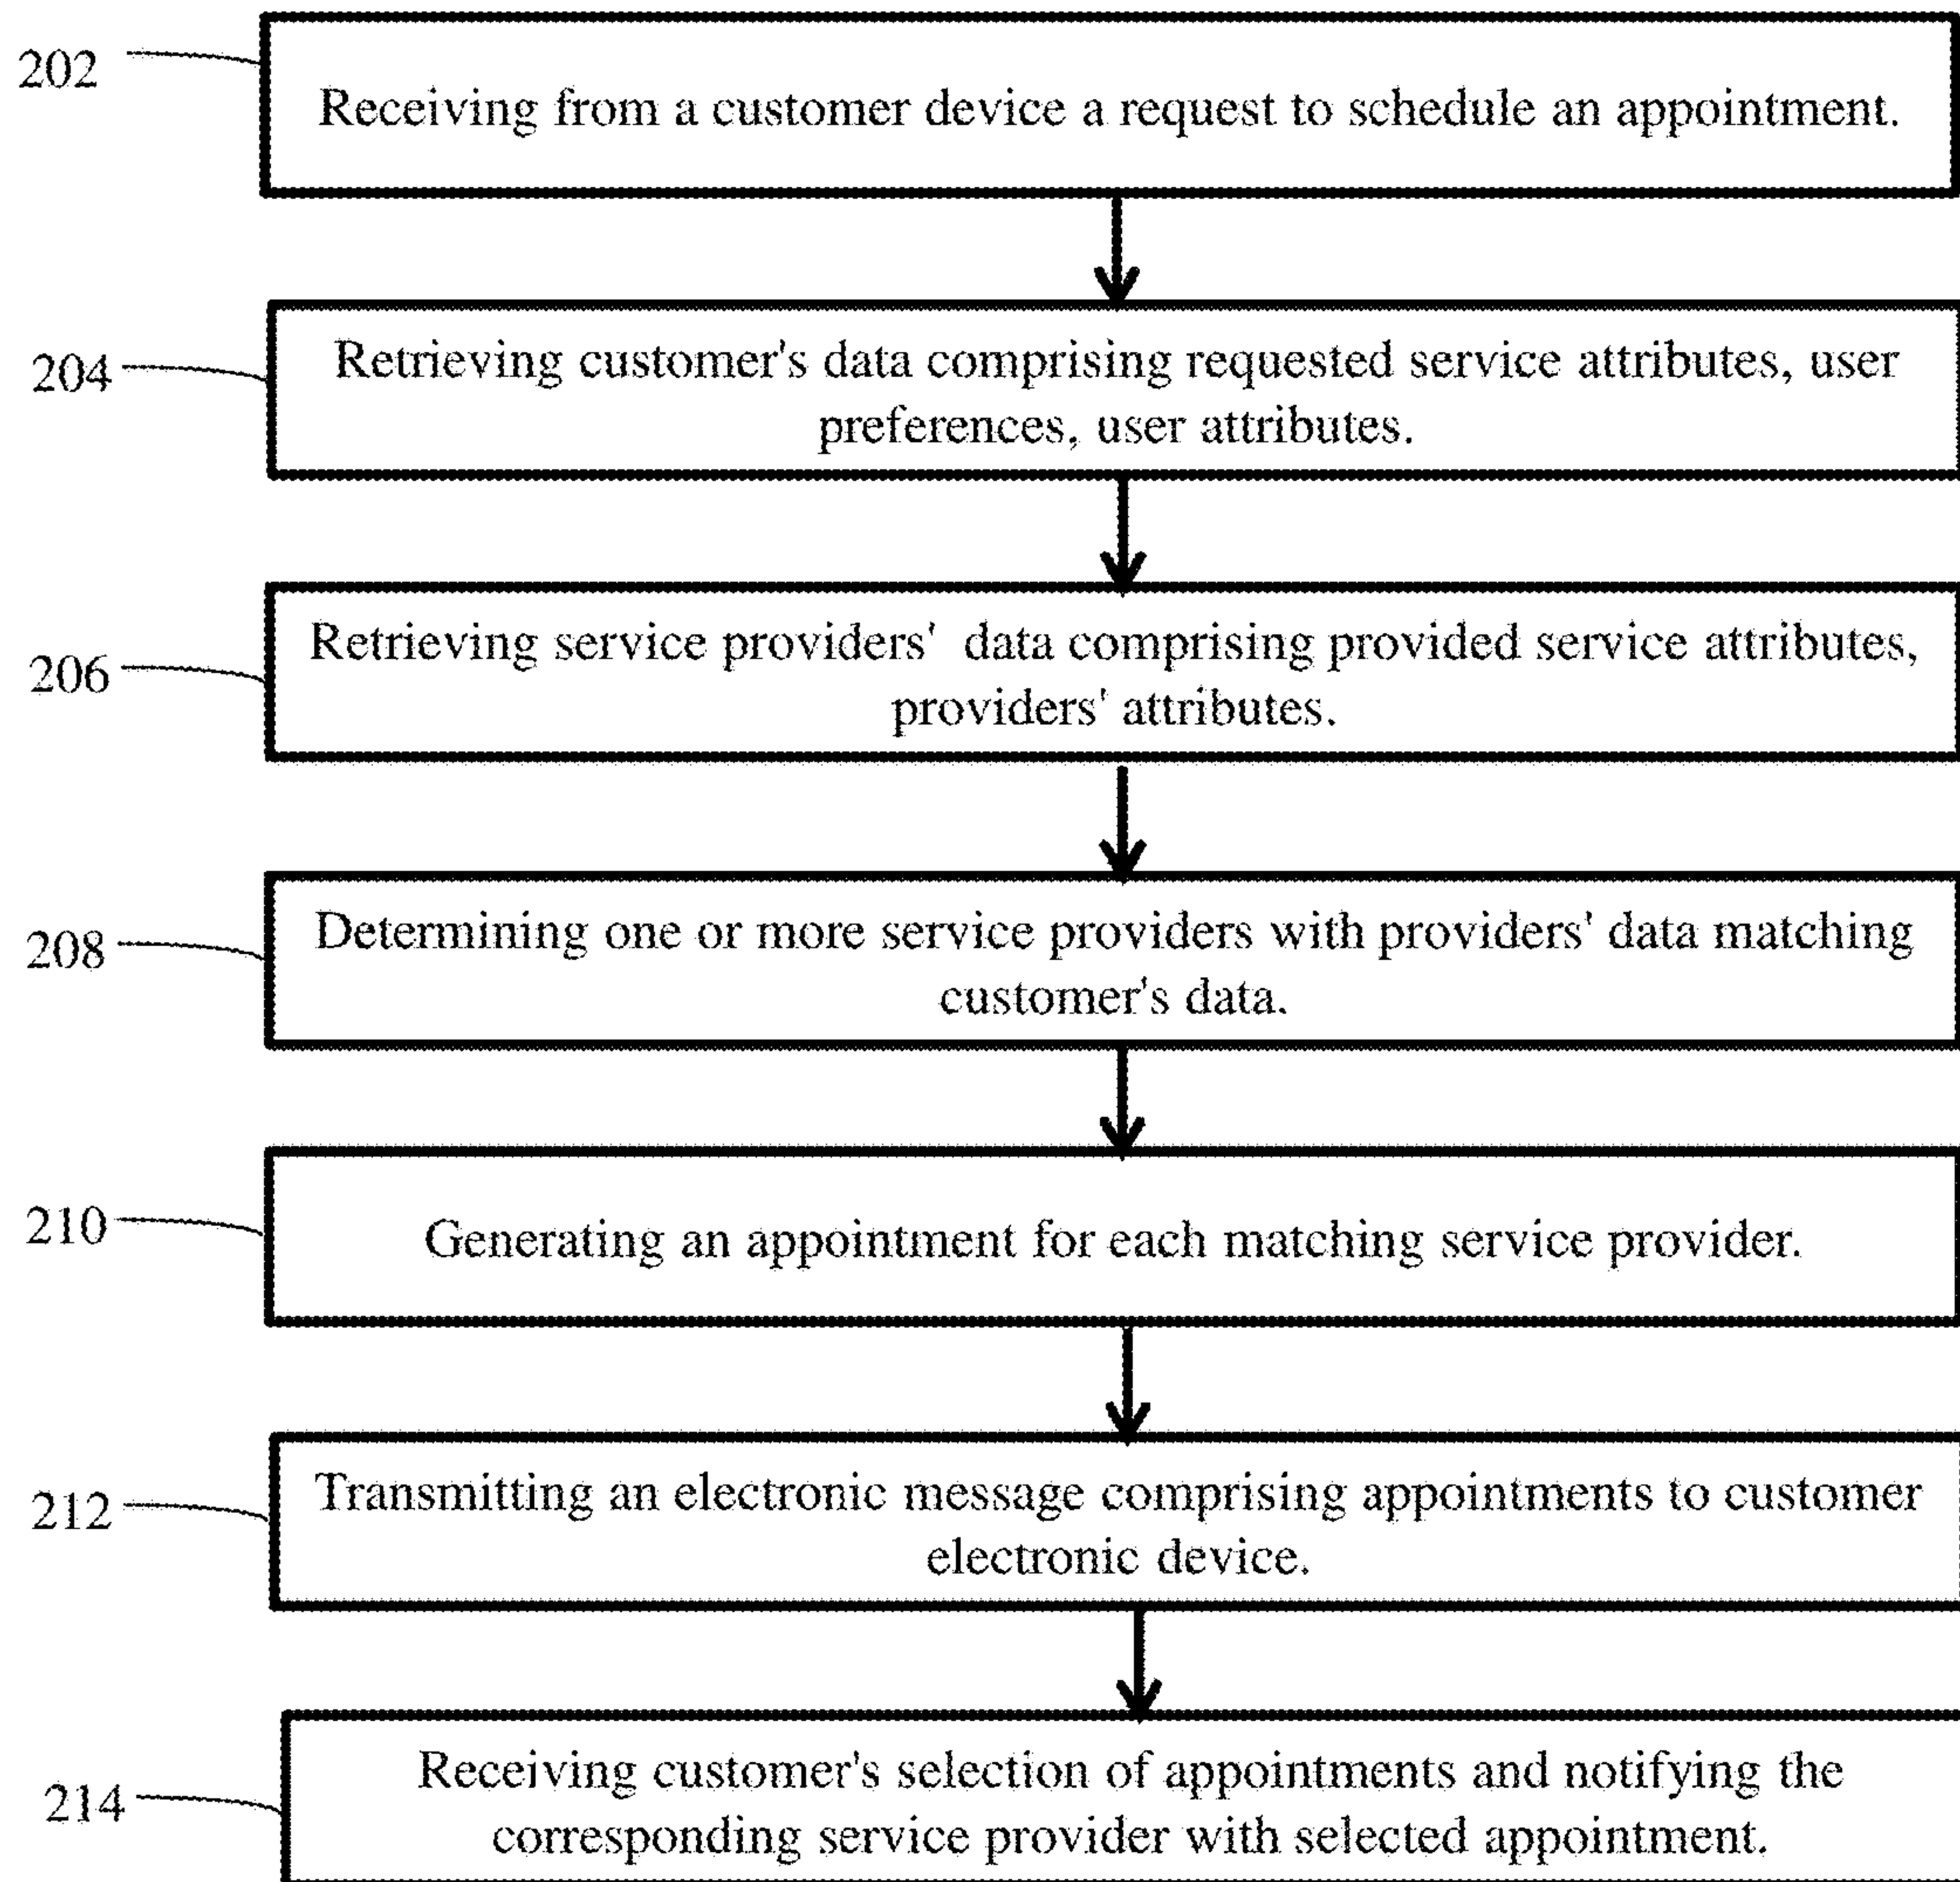 202
Receiving from a customer device a request to schedule an appointment.
204
Retrieving customer's data comprising requested service attributes, user
preferences, user attributes.
206
Retrieving service providers' data comprising provided service attributes,
providers' attributes.
208
Determining one or more service providers with providers' data matching
customer's data.
210
Generating an appointment for each matching service provider.
212
Transmitting an electronic message comprising appointments to customer
electronic device.
214
Receiving customer's selection of appointments and notifying the
corresponding service provider with selected appointment.